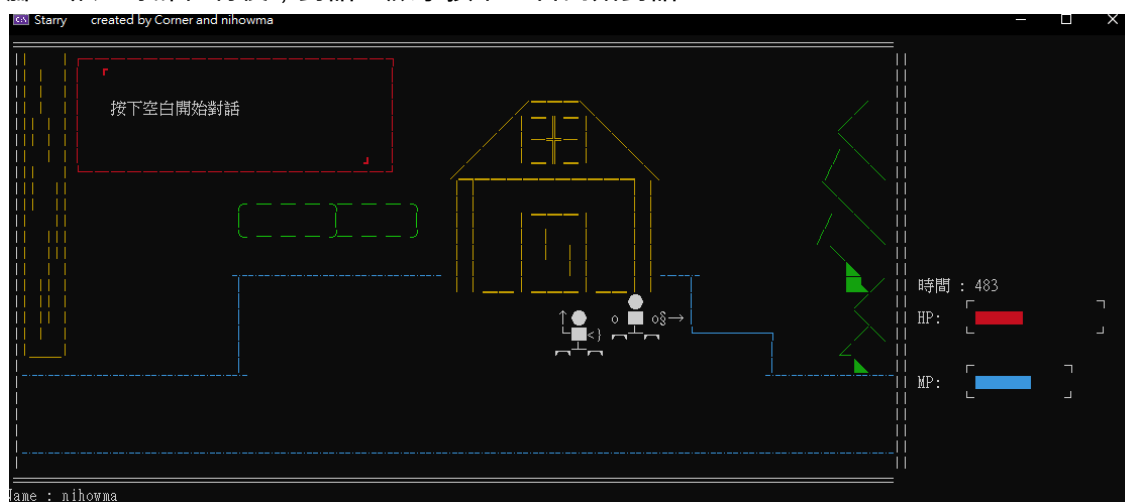 Starry created by Corner and nihowma
按下空白開始對話
時間 : 483
HP:
MP:
Name : nihowma